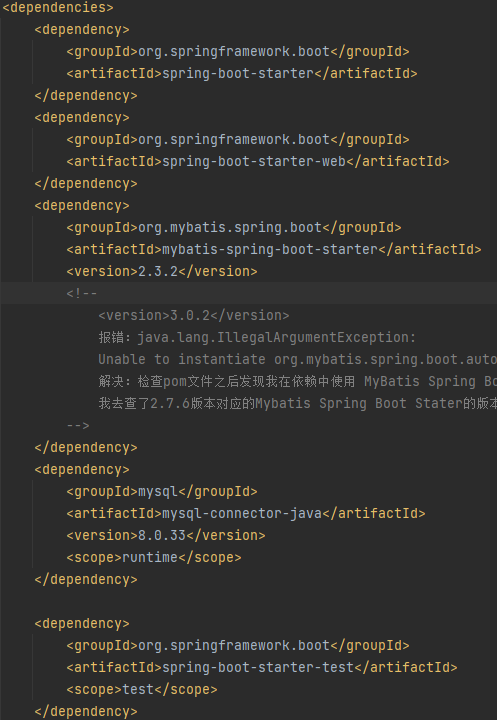 <dependencies>
<dependency>
<groupId>org.springframework.boot</groupId>
<artifactId>spring-boot-starter</artifactId>
</dependency>
<dependency>
<groupId>org.springframework.boot</groupId>
<artifactId>spring-boot-starter-web</artifactId>
</dependency>
<dependency>
<groupId>org.mybatis.spring.boot</groupId>
<artifactId>mybatis-spring-boot-starter</artifactId>
<version>2.3.2</version>
<!--
<version>3.0.2</version>
报错：java.lang.IllegalArgumentException:
Unable to instantiate org.mybatis.spring.boot.auto
解决：检查pom文件之后发现我在依赖中使用 MyBatis Spring Bo
我去查了2.7.6版本对应的Mybatis Spring Boot Stater的版本
-->
</dependency>
<dependency>
<groupId>mysql</groupId>
<artifactId>mysql-connector-java</artifactId>
<version>8.0.33</version>
<scope>runtime</scope>
</dependency>
<dependency>
<groupId>org.springframework.boot</groupId>
<artifactId>spring-boot-starter-test</artifactId>
<scope>test</scope>
</dependency>